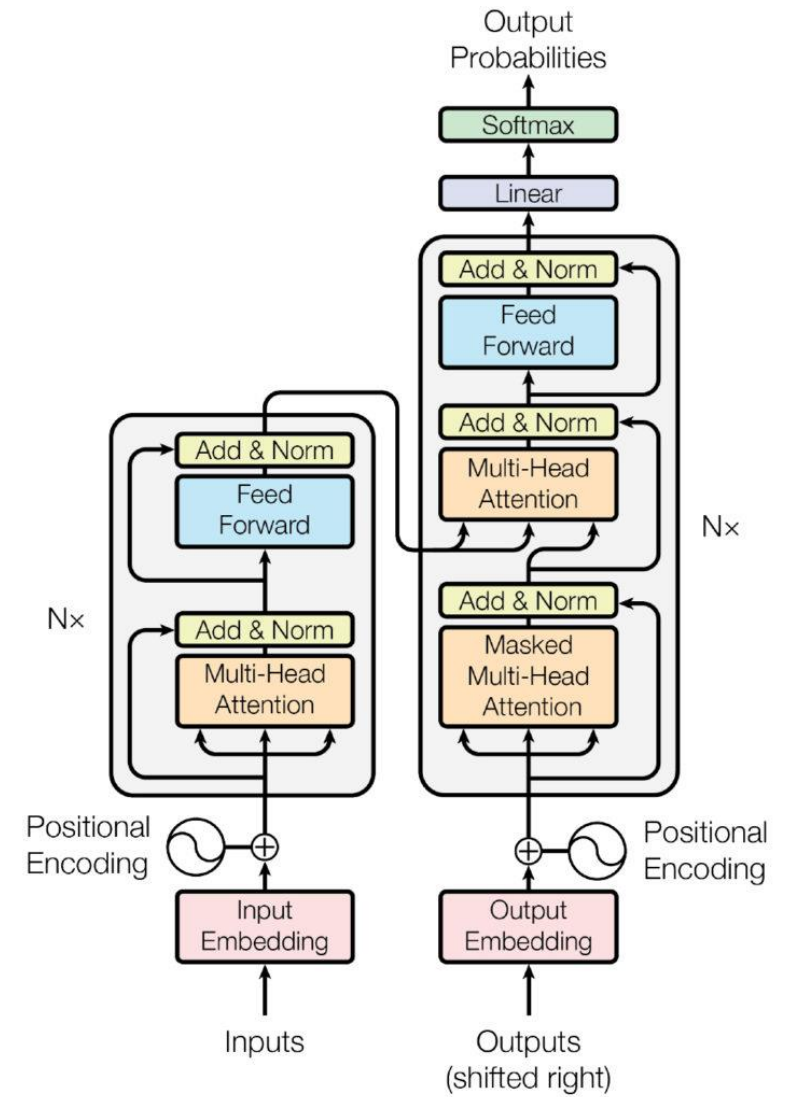 Output
Probabilities
Softmax
Linear
Add & Norm
Feed
Forward
Add & Norm
Multi-Head
Attention
Add & Norm
Masked
Multi-Head
Attention
N×
Add & Norm
Feed
Forward
Add & Norm
Multi-Head
Attention
N×
Positional
Encoding
Positional
Encoding
Input
Embedding
Output
Embedding
Inputs
Outputs
(shifted right)